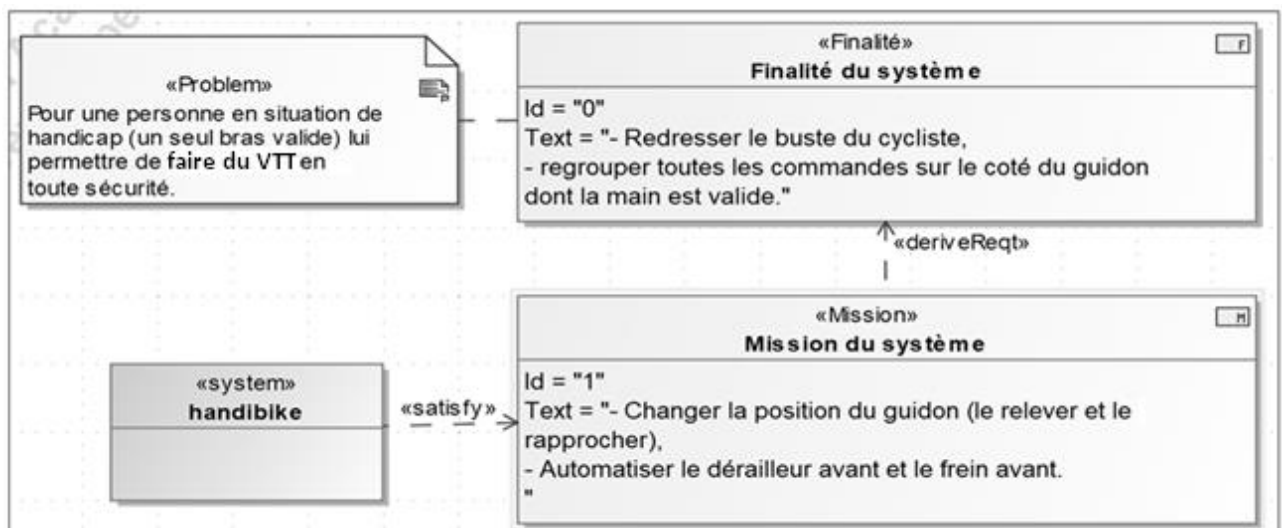 «Problem»
Pour une personne en situation de
handicap (un seul bras valide) lui
permettre de faire du VTT en
toute sécurité.
«Finalité»
F
Finalité du système
Id = "0"
Text = "- Redresser le buste du cycliste,
- regrouper toutes les commandes sur le coté du guidon
dont la main est valide."
«deriveReqt»
«Mission»
M
Mission du système
Id = "1"
Text = "- Changer la position du guidon (le relever et le
rapprocher),
- Automatiser le dérailleur avant et le frein avant.
"
«system»
handibike
«satisfy»